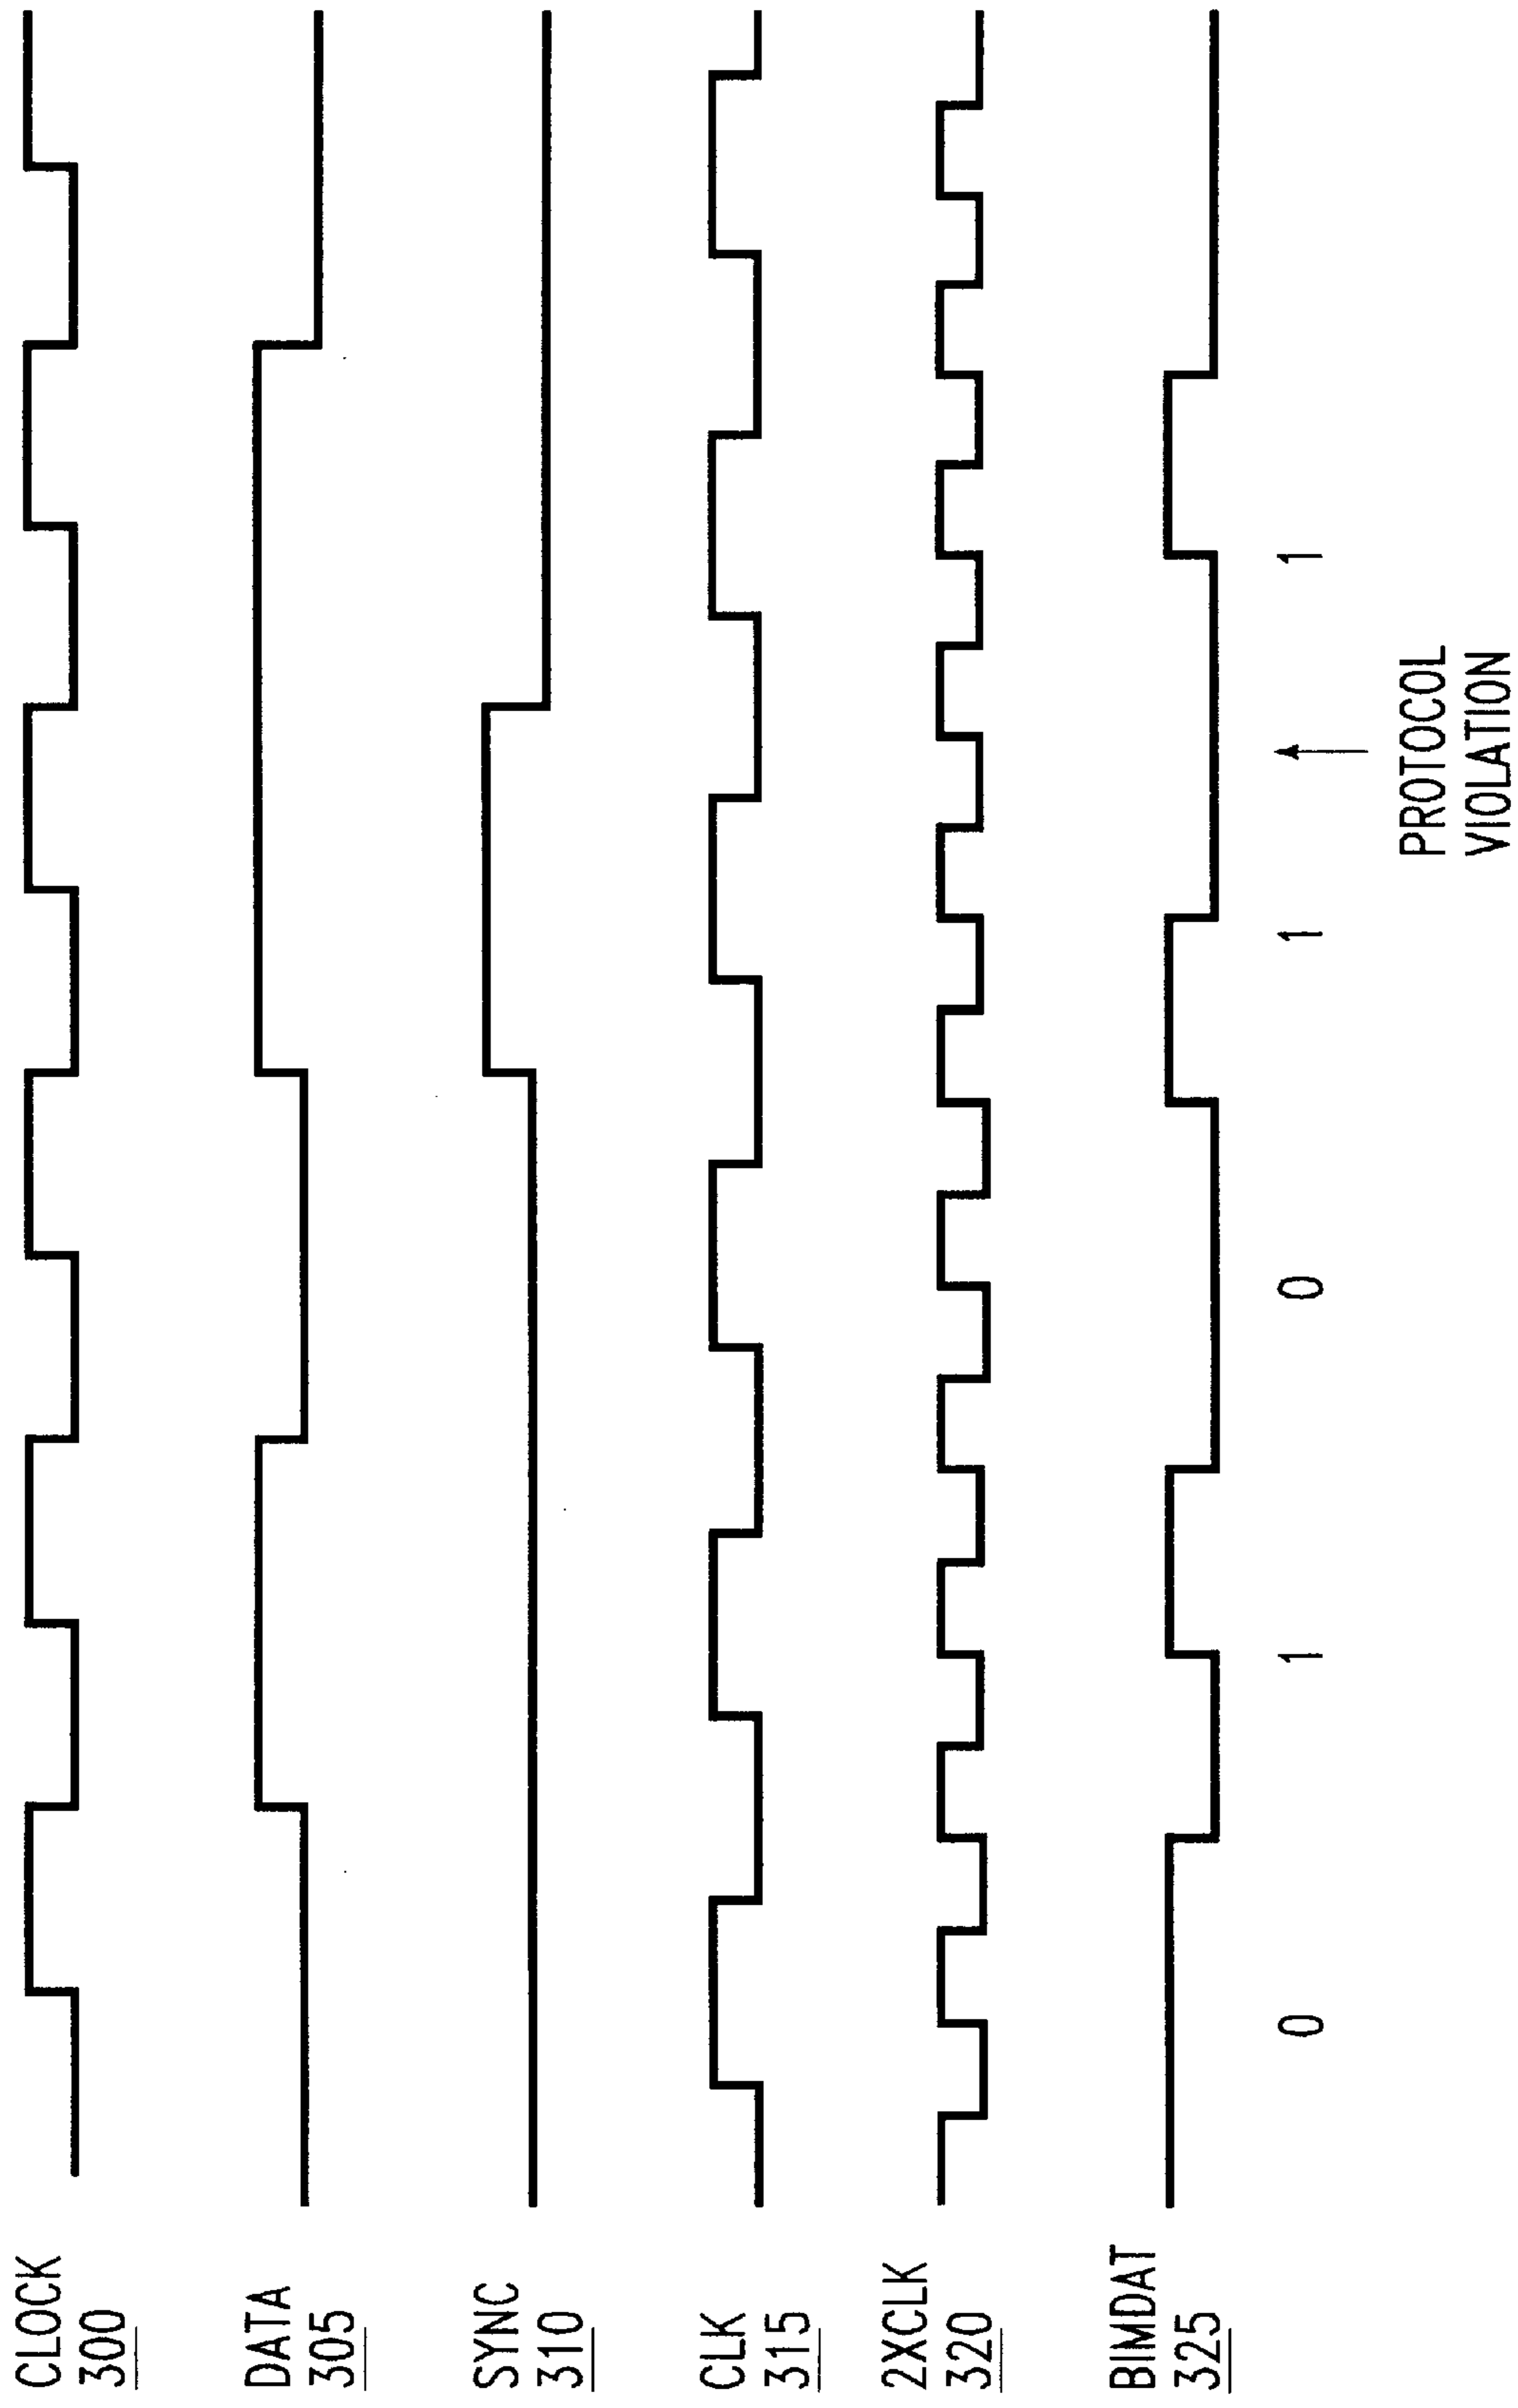 CLOCK
300
DATA
305
SYNC
310
CLK
315
2XCLK
320
BIMDAT
325
0 1 0 1 1
PROTOCOL
VIOLATION